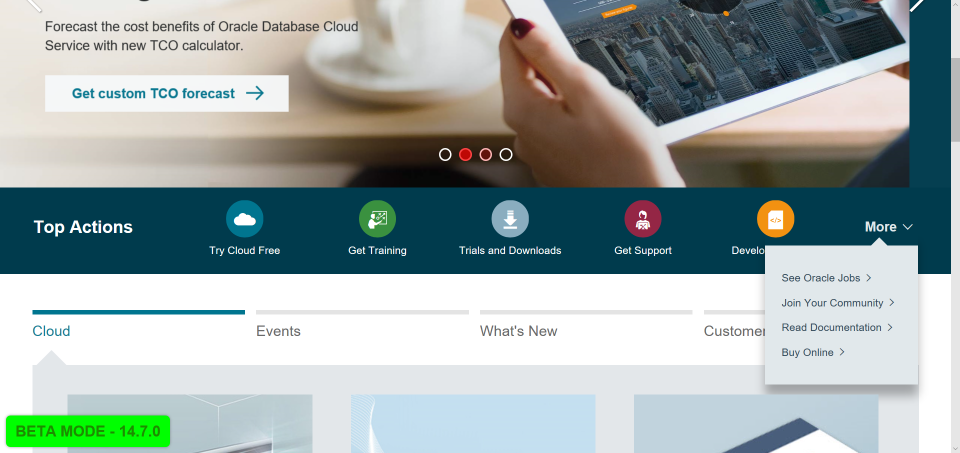 Forecast the cost benefits of Oracle Database Cloud
Service with new TCO calculator.
Get custom TCO forecast
Top Actions
Try Cloud Free
Get Training
Trials and Downloads
Get Support
More
See Oracle Jobs
Join Your Community
Read Documentation
Buy Online
Cloud
Events
What's New
BETA MODE - 14.7.0